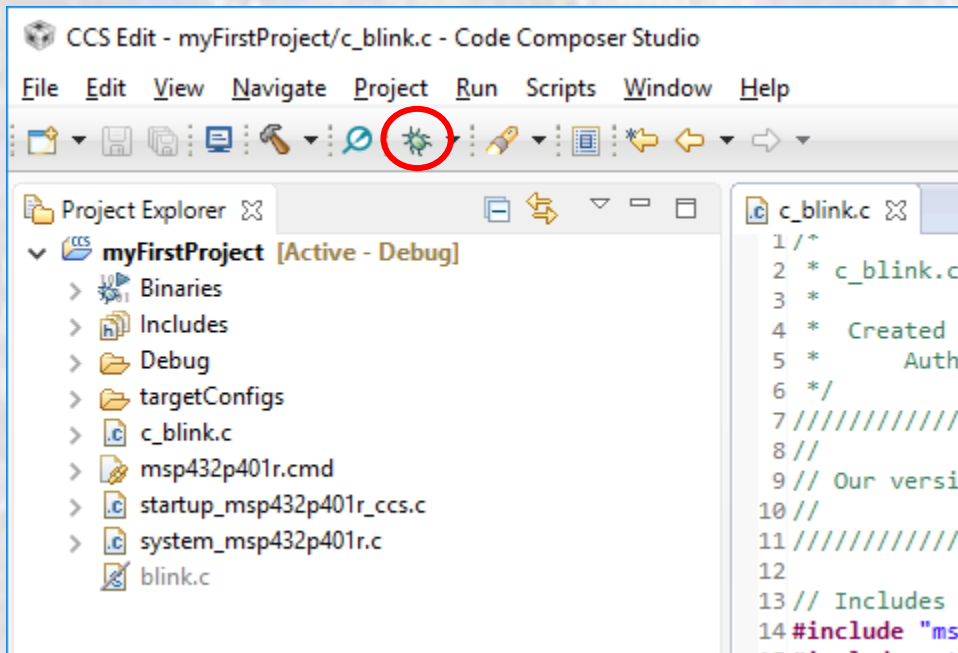 CCS Edit - myFirstProject/c_blink.c - Code Composer Studio
File Edit View Navigate Project Run Scripts Window Help
Project Explorer
myFirstProject [Active - Debug]
Binaries
Includes
Debug
targetConfigs
c_blink.c
msp432p401r.cmd
startup_msp432p401r_ccs.c
system_msp432p401r.c
blink.c
c_blink.c
1 /*
2 * c_blink.c
3 *
4 * Created
5 * Auth
6 */
7 ////////////
8 //
9 // Our versi
10 //
11 ////////////
12
13 // Includes
14 #include "ms